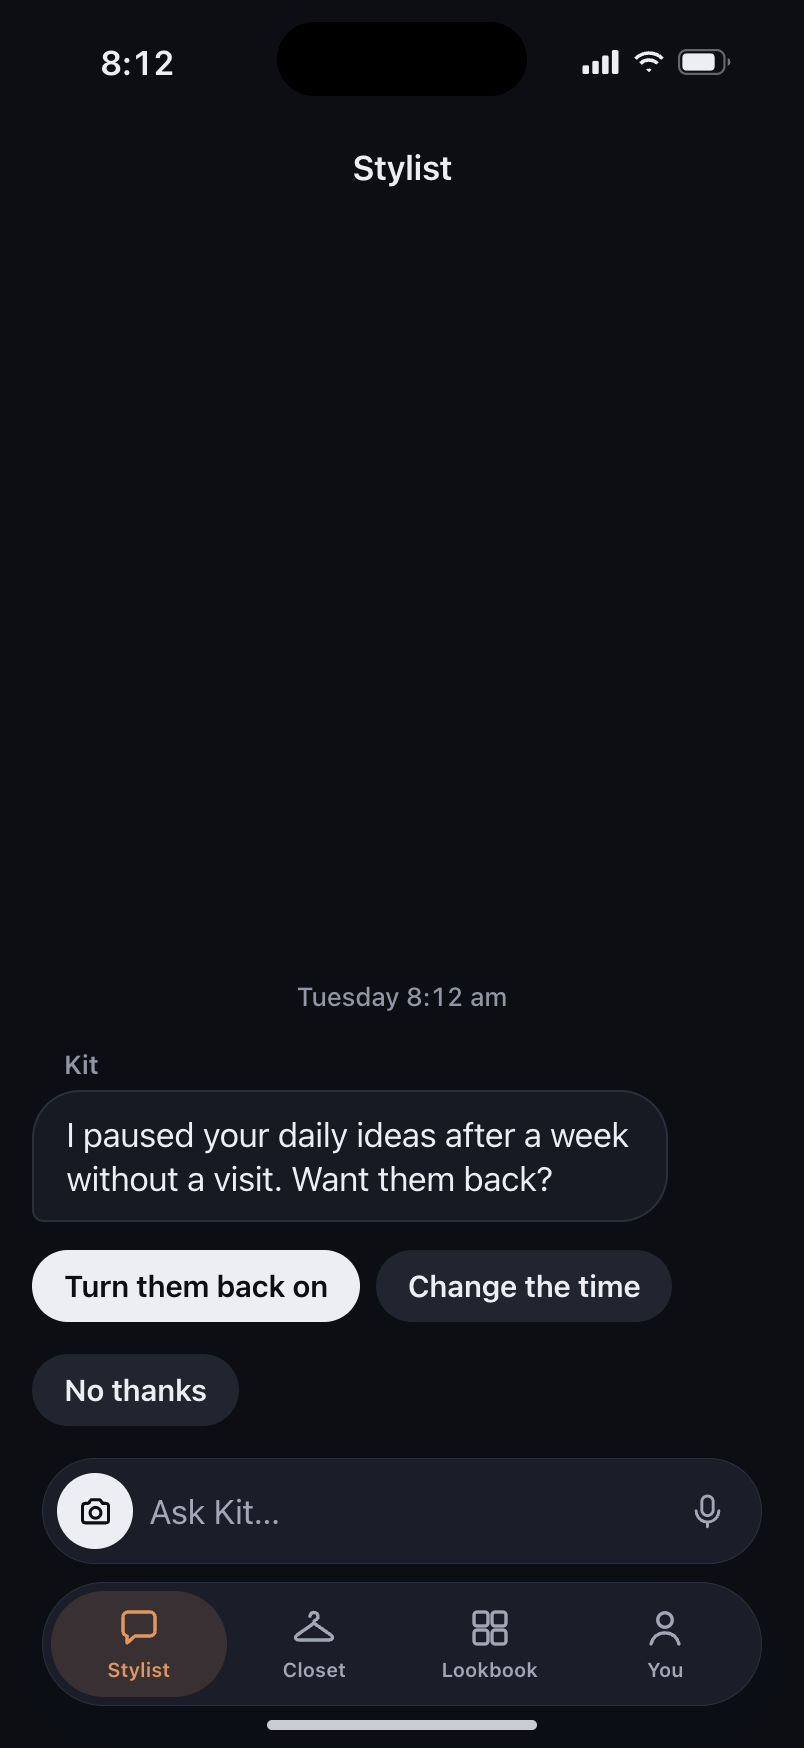 8:12
Stylist
Tuesday 8:12 am
Kit
I paused your daily ideas after a week
without a visit. Want them back?
Turn them back on
Change the time
No thanks
Ask Kit...
Stylist
Closet
Lookbook
You